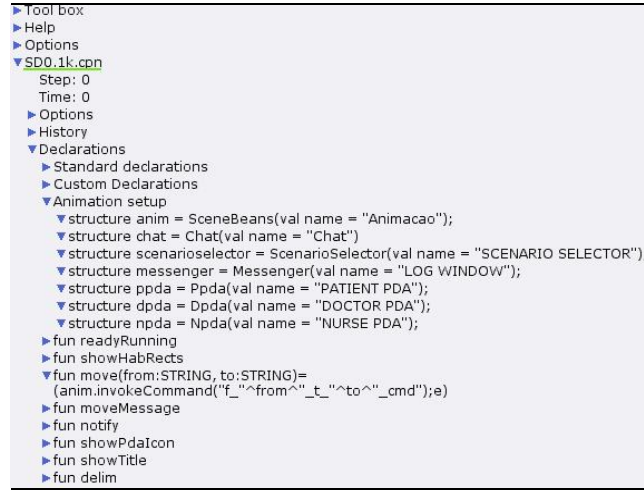 Tool box
Help
Options
SD0.1k.cpn
Step: 0
Time: 0
Options
History
Declarations
Standard declarations
Custom Declarations
Animation setup
structure anim = SceneBeans(val name = "Animacao");
structure chat = Chat(val name = "Chat")
structure scenarioselector = ScenarioSelector(val name = "SCENARIO SELECTOR")
structure messenger = Messenger(val name = "LOG WINDOW");
structure ppda = Ppda(val name = "PATIENT PDA");
structure dpda = Dpda(val name = "DOCTOR PDA");
structure npda = Npda(val name = "NURSE PDA");
fun readyRunning
fun showHabRects
fun move(from:STRING, to:STRING)=
(anim.invokeCommand("f_"^from^"_t_"^to^"_cmd");e)
fun moveMessage
fun notify
fun showPdaIcon
fun showTitle
fun delim